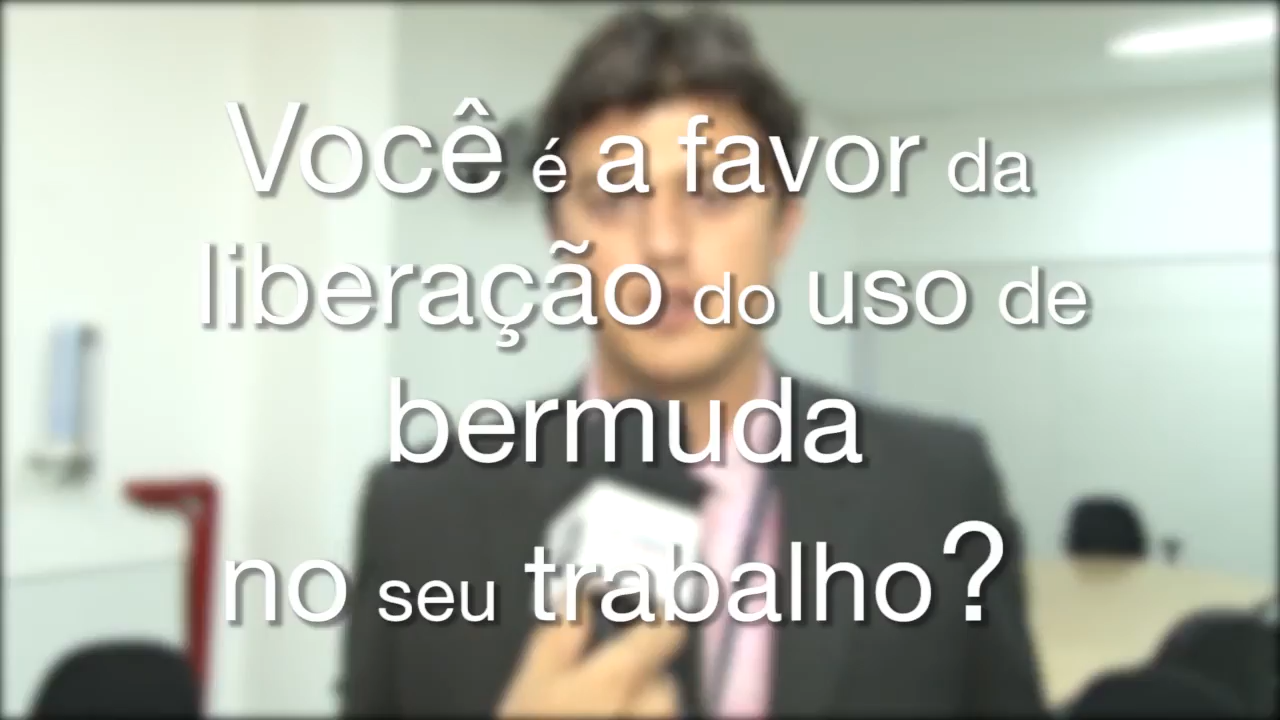 Você é a favor da
liberação do uso de
bermuda
no seu trabalho?